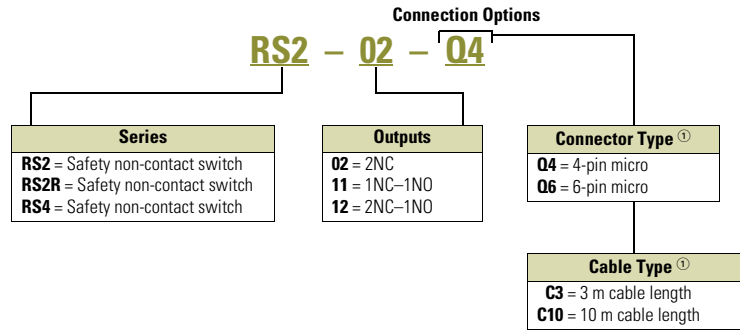 Connection Options
RS2 – 02 – Q4
Series
RS2 = Safety non-contact switch
RS2R = Safety non-contact switch
RS4 = Safety non-contact switch
Outputs
02 = 2NC
11 = 1NC–1NO
12 = 2NC–1NO
Connector Type ①
Q4 = 4-pin micro
Q6 = 6-pin micro
Cable Type ①
C3 = 3 m cable length
C10 = 10 m cable length